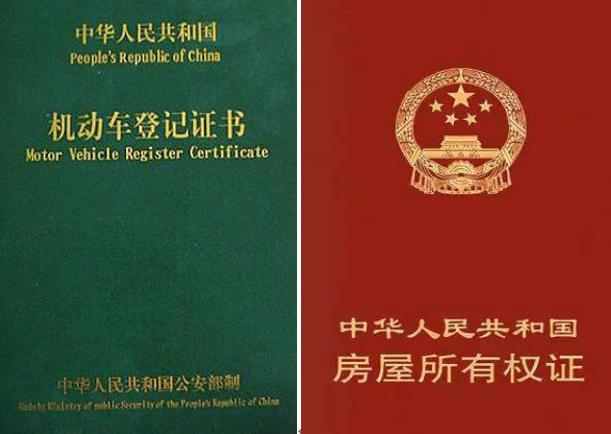 中华人民共和国
People's Republic of China
机动车登记证书
Motor Vehicle Register Certificate
中华人民共和国公安部制
Made by Ministry of public Security of the People's Republic of China
中华人民共和国
房屋所有权证